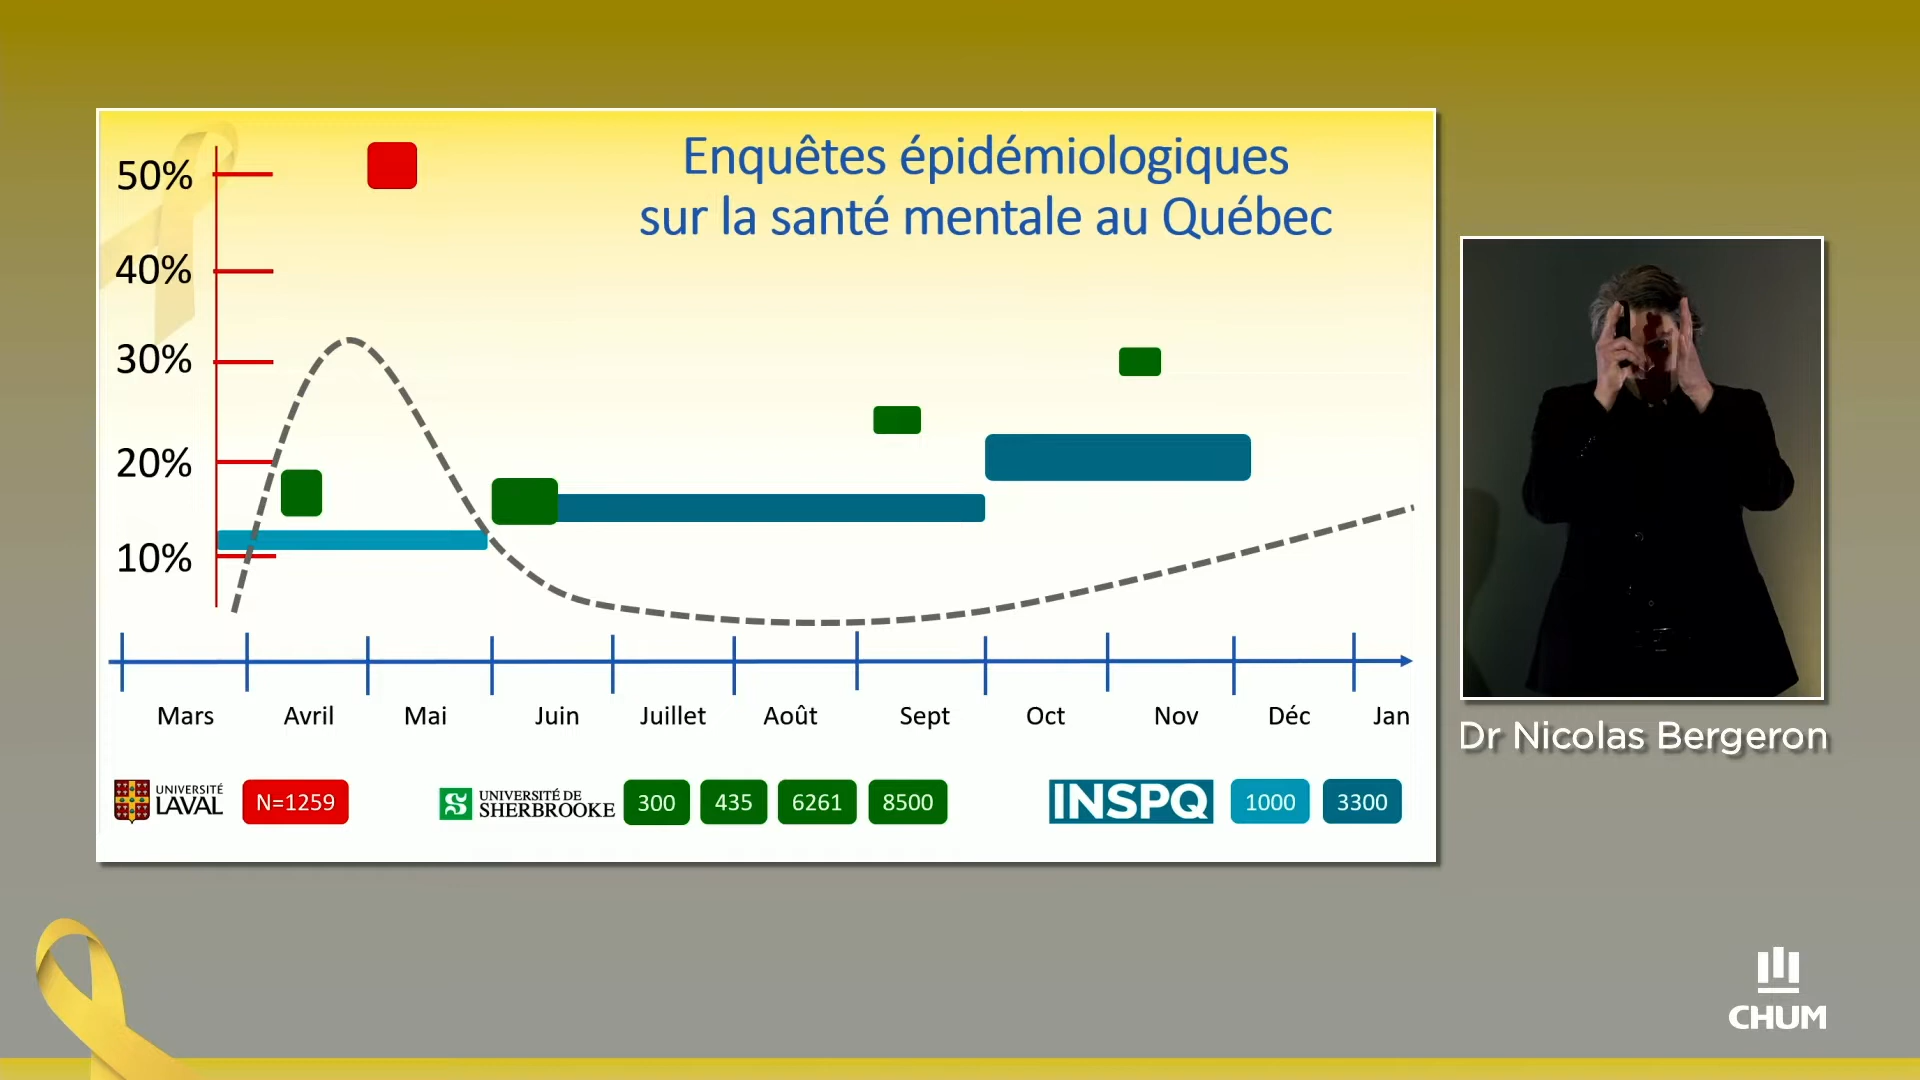 Enquêtes épidémiologiques
sur la santé mentale au Québec
50%
40%
30%
20%
10%
Mars Avril Mai Juin Juillet Août Sept Oct Nov Déc Jan
UNIVERSITÉ
LAVAL
N=1259
UNIVERSITÉ DE
SHERBROOKE
300 435 6261 8500
INSPQ
1000 3300
Dr Nicolas Bergeron
CHUM